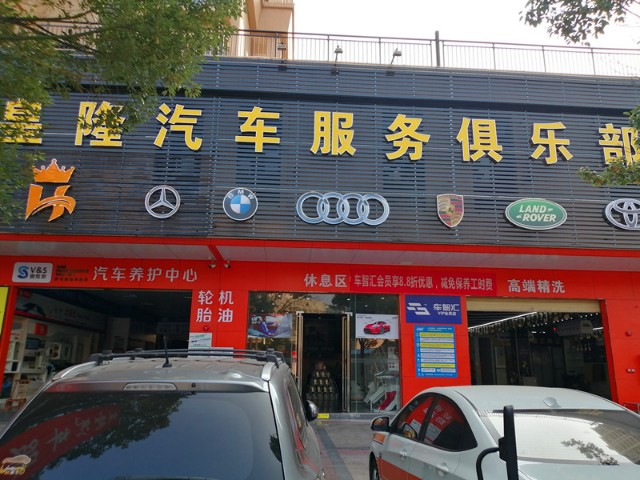 皇隆汽车服务俱乐部
BMW
LAND-
ROVER
V&S
汽车养护中心
休息区
车智汇会员享8.8折优惠，减免保养工时费
高端精洗
轮机
胎油
车智汇